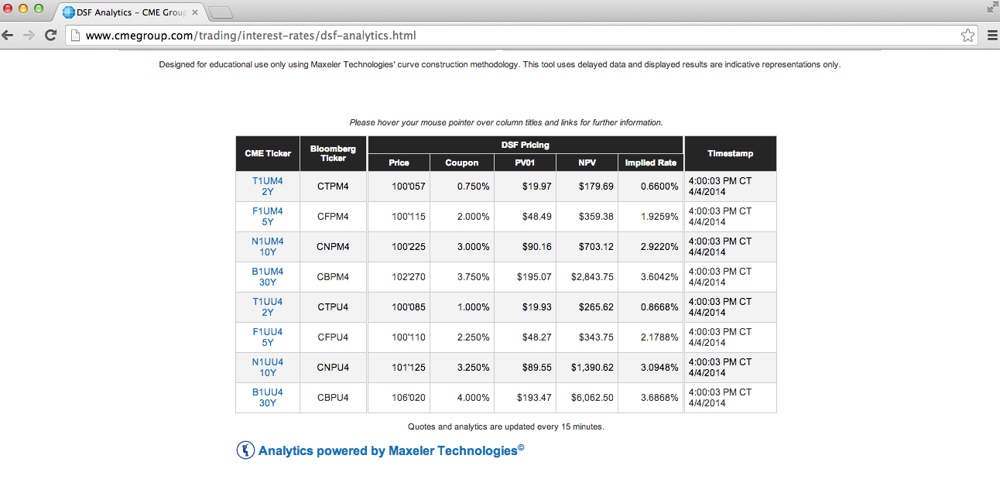 DSF Analytics – CME Group
www.cmegroup.com/trading/interest-rates/dsf-analytics.html
Designed for educational use only using Maxeler Technologies' curve construction methodology. This tool uses delayed data and displayed results are indicative representations only.
Please hover your mouse pointer over column titles and links for further information.
CME Ticker Bloomberg Ticker DSF Pricing Timestamp
Price Coupon PV01 NPV Implied Rate
T1UM4 2Y CTPM4 100'057 0.750% $19.97 $179.69 0.6600% 4:00:03 PM CT 4/4/2014
F1UM4 5Y CFPM4 100'115 2.000% $48.49 $359.38 1.9259% 4:00:03 PM CT 4/4/2014
N1UM4 10Y CNPM4 100'225 3.000% $90.16 $703.12 2.9220% 4:00:03 PM CT 4/4/2014
B1UM4 30Y CBPM4 102'270 3.750% $195.07 $2,843.75 3.6042% 4:00:03 PM CT 4/4/2014
T1UU4 2Y CTPU4 100'085 1.000% $19.93 $265.62 0.8668% 4:00:03 PM CT 4/4/2014
F1UU4 5Y CFPU4 100'110 2.250% $48.27 $343.75 2.1788% 4:00:03 PM CT 4/4/2014
N1UU4 10Y CNPU4 101'125 3.250% $89.55 $1,390.62 3.0948% 4:00:03 PM CT 4/4/2014
B1UU4 30Y CBPU4 106'020 4.000% $193.47 $6,062.50 3.6868% 4:00:03 PM CT 4/4/2014
Quotes and analytics are updated every 15 minutes.
Analytics powered by Maxeler Technologies©